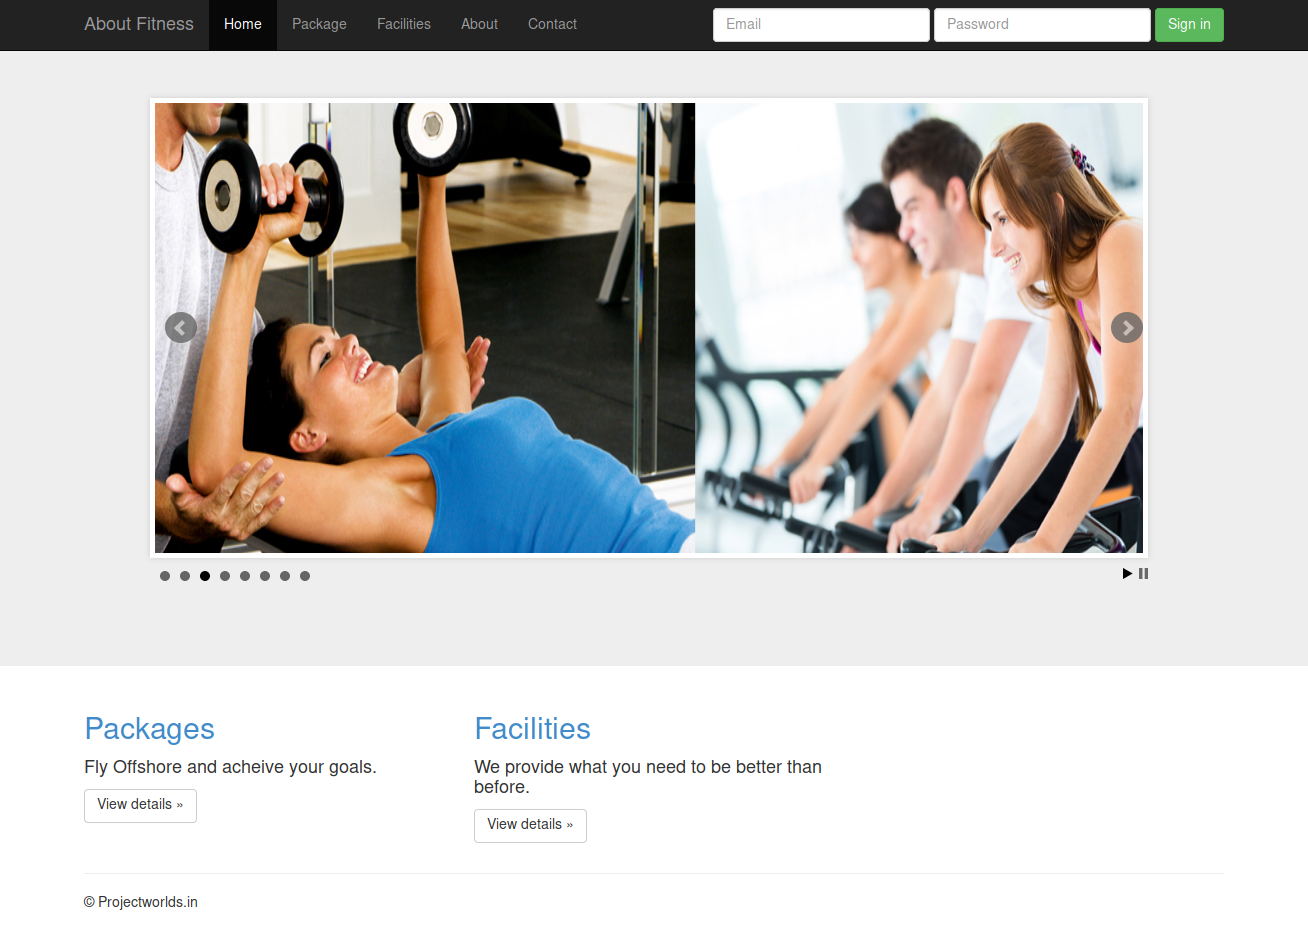 About Fitness Home Package Facilities About Contact Email Password Sign in
Packages
Fly Offshore and acheive your goals.
View details »
Facilities
We provide what you need to be better than
before.
View details »
© Projectworlds.in